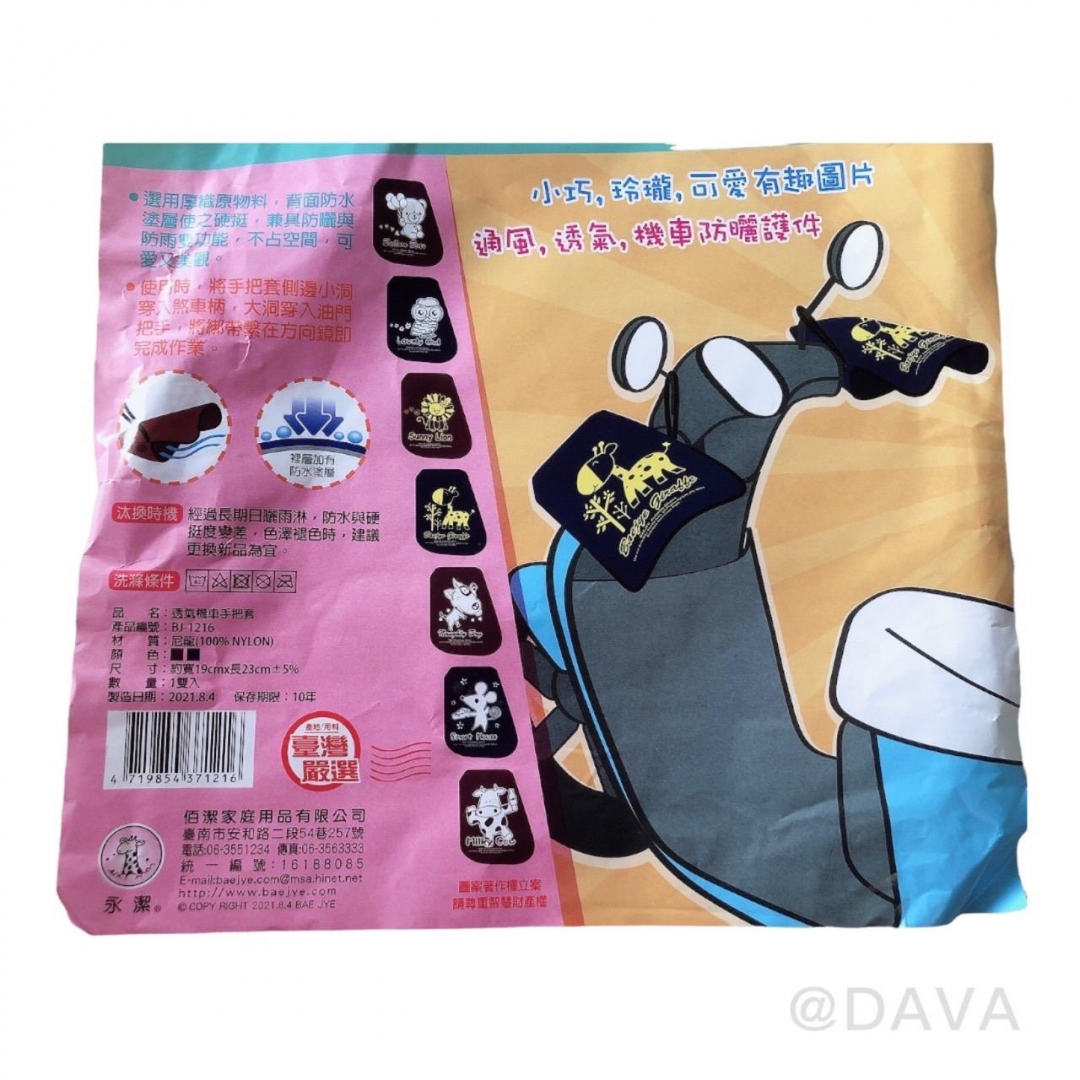 小巧, 玲瓏, 可愛有趣圖片
通風, 透氣, 機車防曬護件
• 選用厚織原物料，背面防水
塗層使之硬挺，兼具防曬與
防雨雙功能，不占空間，可
愛又美觀。
• 使用時，將手把套側邊小洞
穿入煞車柄，大洞穿入油門
把手，將綁帶繫在方向鏡即
完成作業。
裡層加有
防水塗層
汰換時機 經過長期日曬雨淋，防水與硬
挺度變差，色澤褪色時，建議
更換新品為宜。
洗滌條件
品 名：透氣機車手把套
產品編號：BJ-1216
材 質：尼龍(100% NYLON)
顏 色：
尺 寸：約寬19cmx長23cm±5%
數 量：1雙入
製造日期：2021.8.4 保存期限：10年
4 719854 371216
產地/用料
臺灣
嚴選
佰潔家庭用品有限公司
臺南市安和路二段54巷257號
電話:06-3551234 傳真:06-3563333
統一編號:16188085
E-mail:baejye.com@msa.hinet.net
http://www.baejye.com
© COPY RIGHT 2021.8.4 BAE JYE
永潔®
Lovely Owl
Sunny Lion
Naughty Dog
Smart Mouse
Milky Cow
圖案著作權立案
請尊重智慧財產權
@DAVA